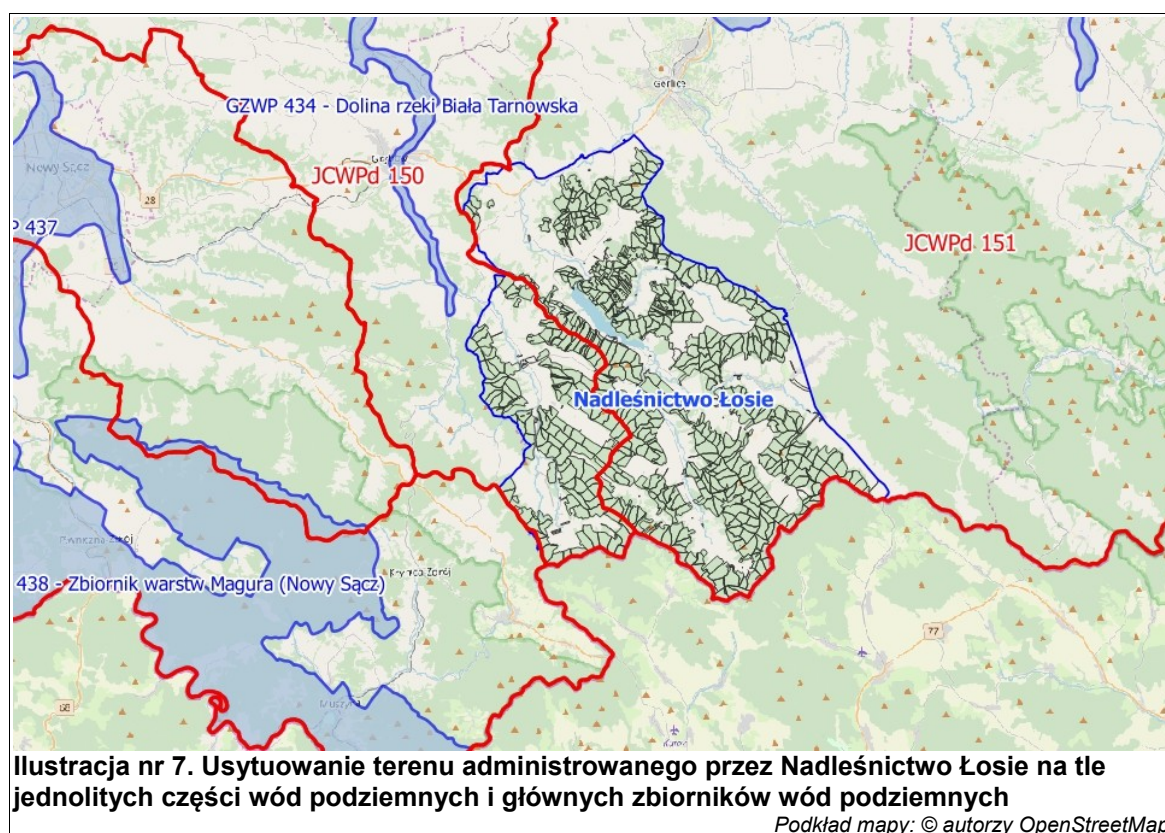 Gorlice
GZWP 434 - Dolina rzeki Biała Tarnowska
Nowy Sącz
JCWPd 150
28
P 437
JCWPd 151
Nadleśnictwo Łosie
438 - Zbiornik warstw Magura (Nowy Sącz)
77
68
Ilustracja nr 7. Usytuowanie terenu administrowanego przez Nadleśnictwo Łosie na tle
jednolitych części wód podziemnych i głównych zbiorników wód podziemnych
Podkład mapy: © autorzy OpenStreetMap